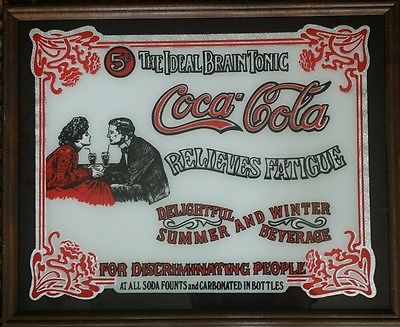 5¢ THE IDEAL BRAIN TONIC
Coca-Cola
RELIEVES FATIGUE
DELIGHTFUL
SUMMER AND WINTER
BEVERAGE
FOR DISCRIMINATING PEOPLE
AT ALL SODA FOUNTS AND CARBONATED IN BOTTLES